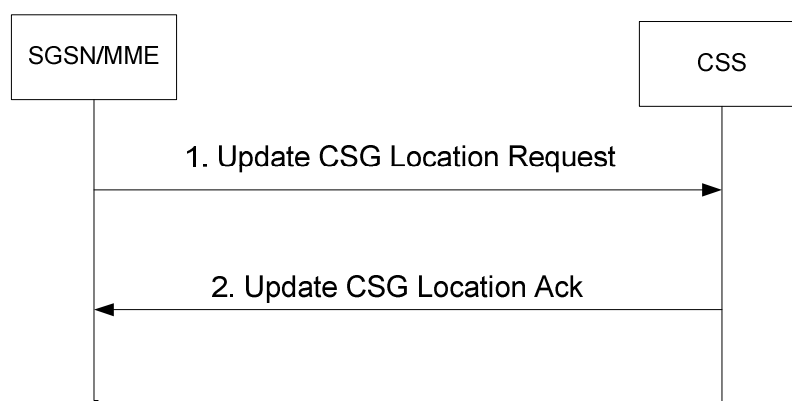 SGSN/MME
CSS
1. Update CSG Location Request
2. Update CSG Location Ack